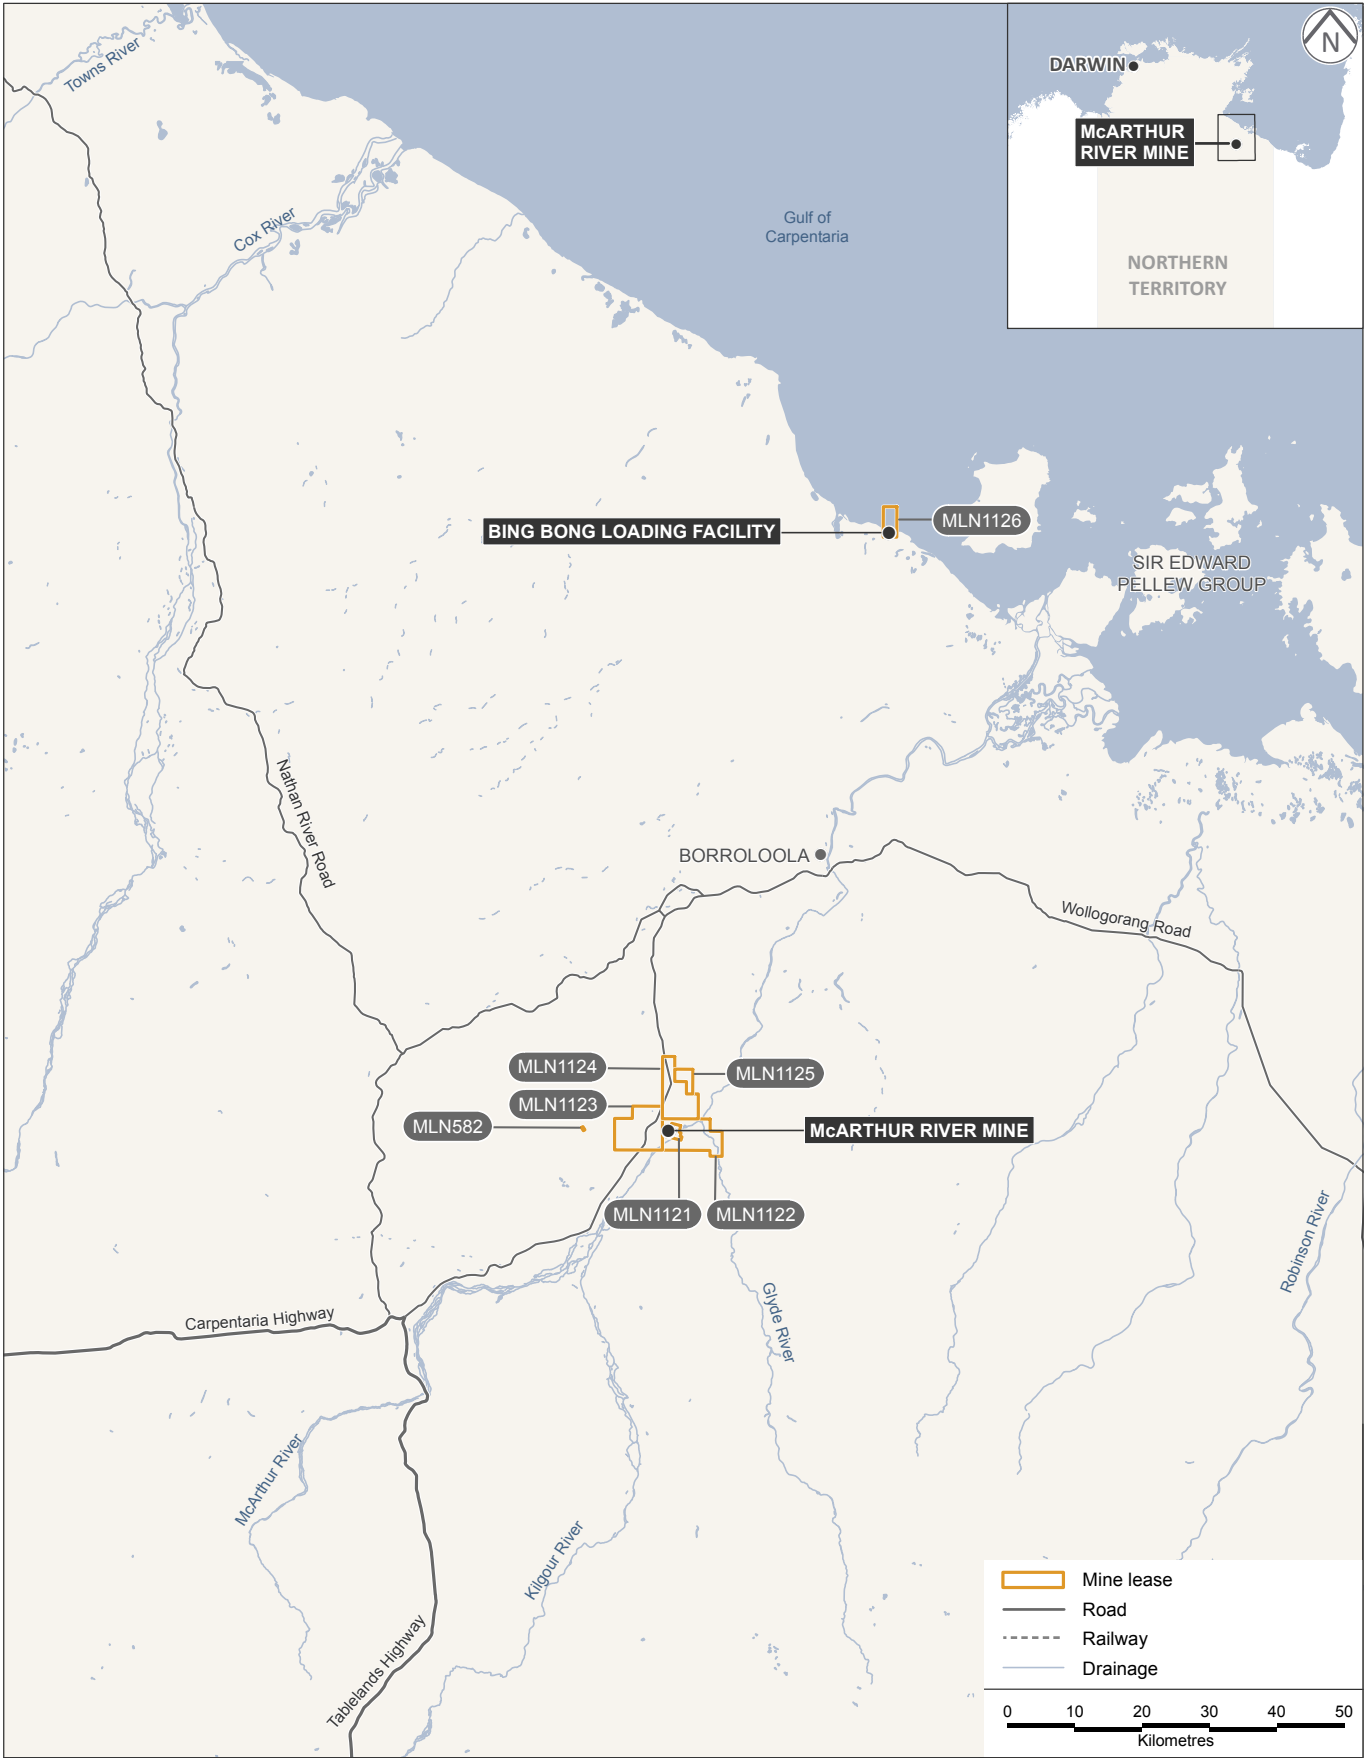 Towns River
N
DARWIN
McARTHUR
RIVER MINE
Cox River
Gulf of
Carpentaria
NORTHERN
TERRITORY
BING BONG LOADING FACILITY
MLN1126
SIR EDWARD
PELLEW GROUP
Nathan River Road
BORROLOOLA
Wollogorang Road
MLN1124
MLN1125
MLN1123
MLN582
McARTHUR RIVER MINE
MLN1121
MLN1122
Robinson River
Glyde River
Carpentaria Highway
McArthur River
Kilgour River
Tablelands Highway
Mine lease
Road
Railway
Drainage
0 10 20 30 40 50
Kilometres